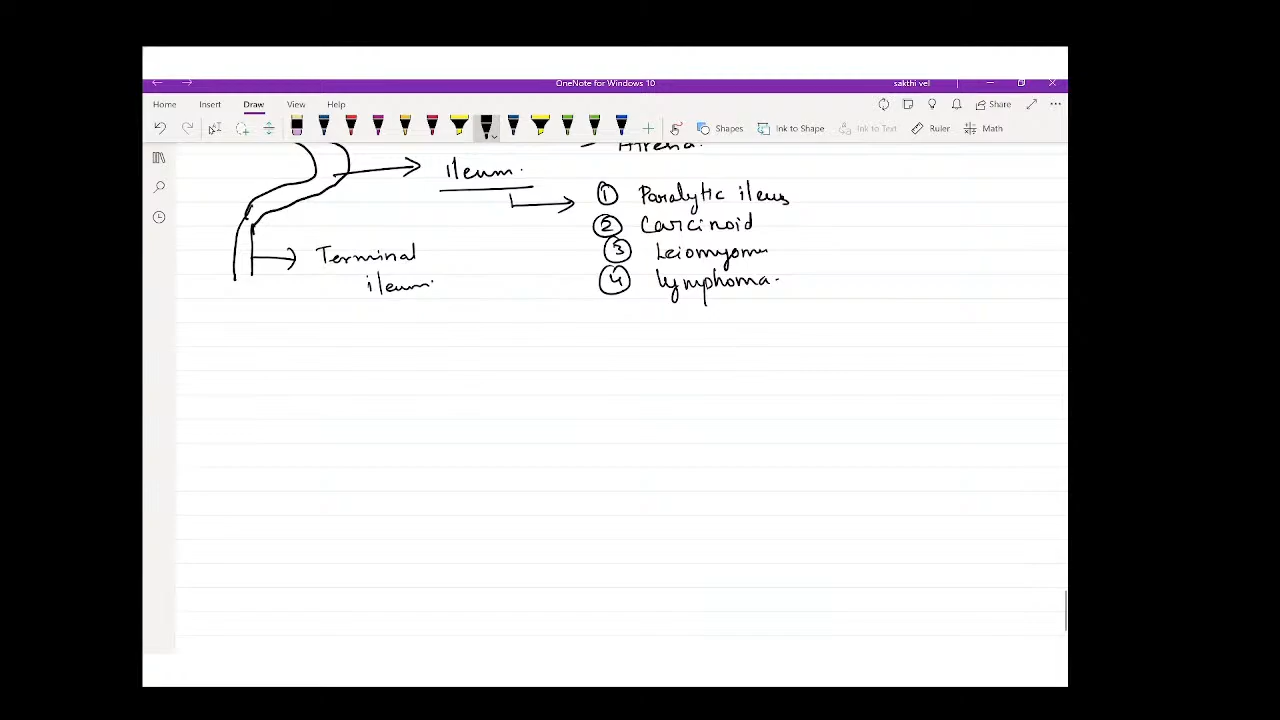 OneNote for Windows 10
sakthi vel
Home Insert Draw View Help
Share
Shapes Ink to Shape Ink to Text Ruler Math
- Atresia.
Ileum.
① Paralytic ileus
② Carcinoid
③ Leiomyoma
④ Lymphoma.
Terminal
ileum.